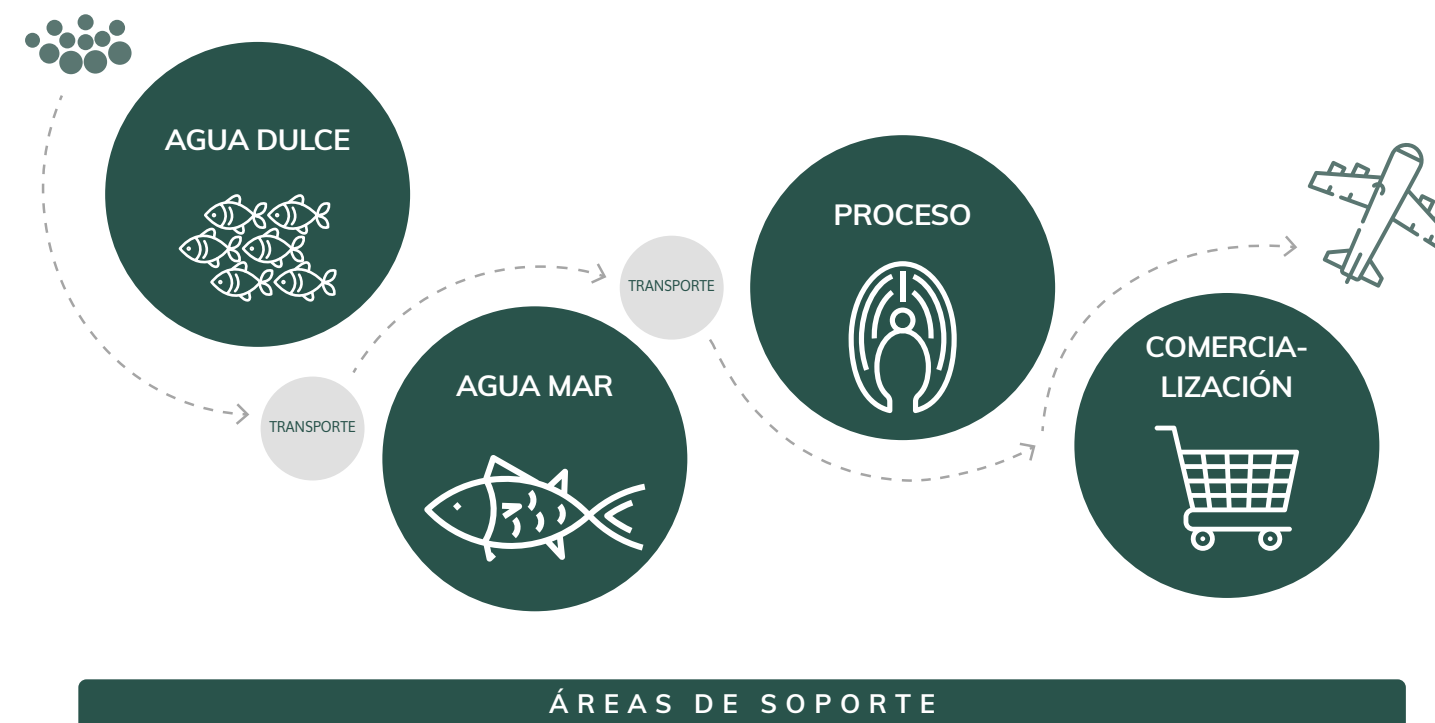 AGUA DULCE
TRANSPORTE
AGUA MAR
TRANSPORTE
PROCESO
COMERCIA-
LIZACIÓN
ÁREAS DE SOPORTE